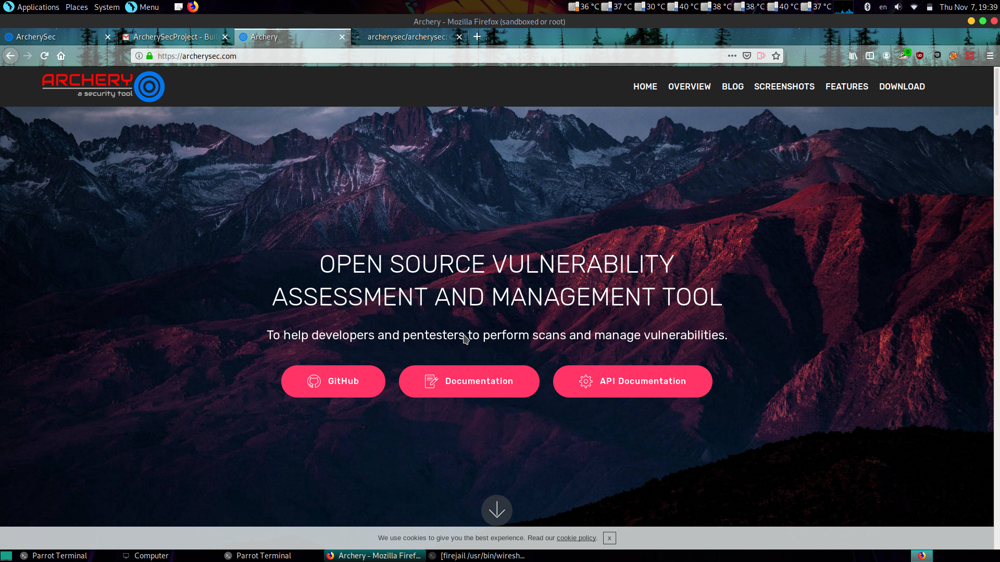 Applications Places System Menu
36 °C 37 °C 30 °C 40 °C 38 °C 38 °C 40 °C 37 °C en Thu Nov 7, 19:39
Archery - Mozilla Firefox (sandboxed or root)
ArcherySec
ArcherySecProject - Buil
Archery
archerysec/archerysec:
https://archerysec.com
0
ARCHERY
a security tool
HOME OVERVIEW BLOG SCREENSHOTS FEATURES DOWNLOAD
OPEN SOURCE VULNERABILITY
ASSESSMENT AND MANAGEMENT TOOL
To help developers and pentesters to perform scans and manage vulnerabilities.
GitHub
Documentation
API Documentation
We use cookies to give you the best experience. Read our cookie policy. x
Parrot Terminal
Computer
Parrot Terminal
Archery - Mozilla Firef...
[firejail /usr/bin/wiresh...